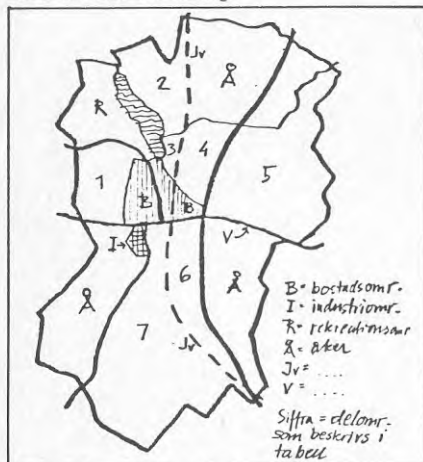 Jv
2
Å
R
3
4
1
5
B
B
I→
V
6
Å
Å
7
Jv
B = bostadsomr.
I = industriomr.
R = rekreationsomr
Å = åker
Jv = ....
V = ....
Siffra = delomr.
som beskrivs i
tabell